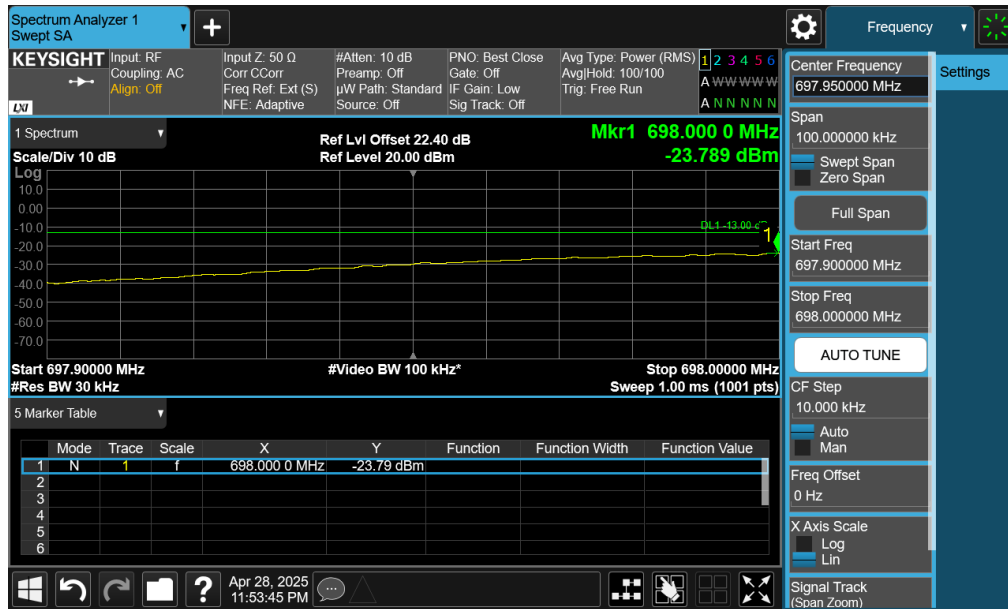 Spectrum Analyzer 1
Swept SA
+
Frequency
KEYSIGHT
LXI
Input: RF
Coupling: AC
Align: Off
Input Z: 50 Ω
Corr CCorr
Freq Ref: Ext (S)
NFE: Adaptive
#Atten: 10 dB
Preamp: Off
µW Path: Standard
Source: Off
PNO: Best Close
Gate: Off
IF Gain: Low
Sig Track: Off
Avg Type: Power (RMS)
Avg|Hold: 100/100
Trig: Free Run
1 2 3 4 5 6
A W W W W W
A N N N N N
1 Spectrum
Scale/Div 10 dB
Ref Lvl Offset 22.40 dB
Ref Level 20.00 dBm
Mkr1 698.000 0 MHz
-23.789 dBm
Log
10.0
0.00
-10.0
-20.0
-30.0
-40.0
-50.0
-60.0
-70.0
DL1 -13.00
1
Start 697.90000 MHz
#Res BW 30 kHz
#Video BW 100 kHz*
Stop 698.00000 MHz
Sweep 1.00 ms (1001 pts)
5 Marker Table
Mode Trace Scale X Y Function Function Width Function Value
1 N 1 f 698.000 0 MHz -23.79 dBm
2
3
4
5
6
?
Apr 28, 2025
11:53:45 PM
Center Frequency
697.950000 MHz
Span
100.000000 kHz
Swept Span
Zero Span
Full Span
Start Freq
697.900000 MHz
Stop Freq
698.000000 MHz
AUTO TUNE
CF Step
10.000 kHz
Auto
Man
Freq Offset
0 Hz
X Axis Scale
Log
Lin
Signal Track
(Span Zoom)
Settings